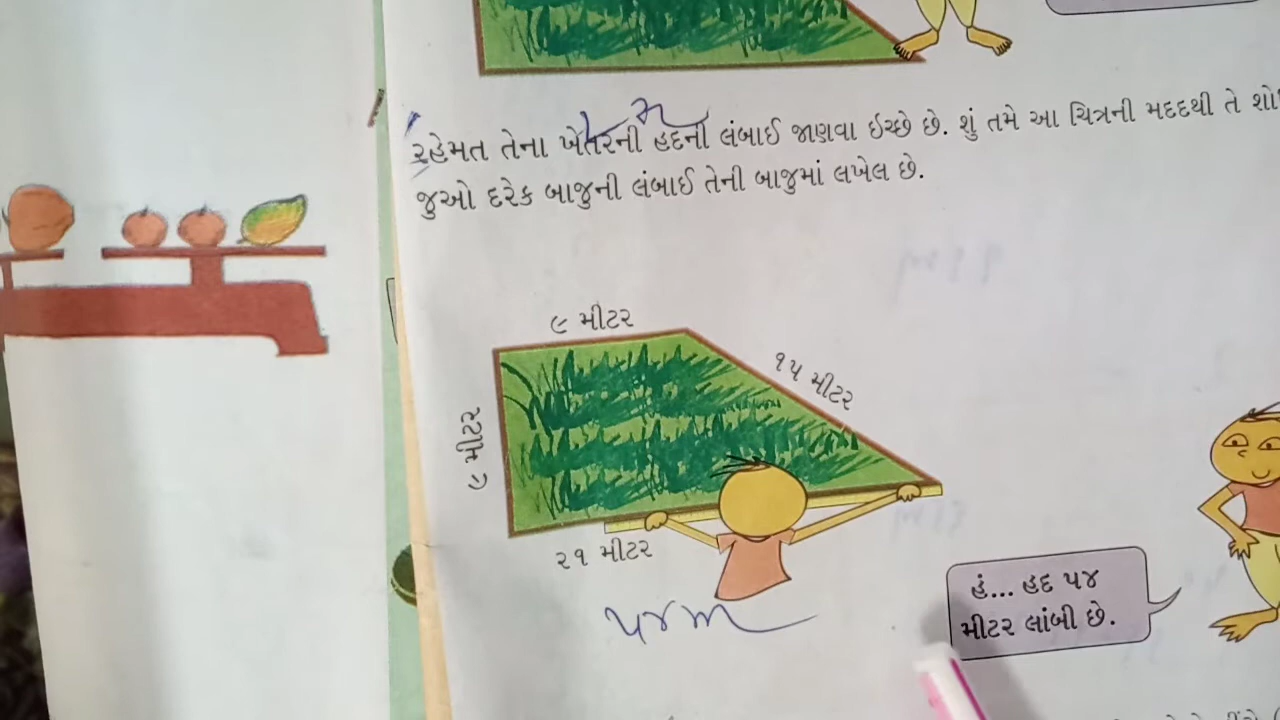 રહેમત તેના ખેતરની હદની લંબાઈ જાણવા ઇચ્છે છે. શું તમે આ ચિત્રની મદદથી તે
જુઓ દરેક બાજુની લંબાઈ તેની બાજુમાં લખેલ છે.
૯ મીટર
૧૫ મીટર
૯ મીટર
૨૧ મીટર
૫૪ મ
હં... હદ ૫૪
મીટર લાંબી છે.